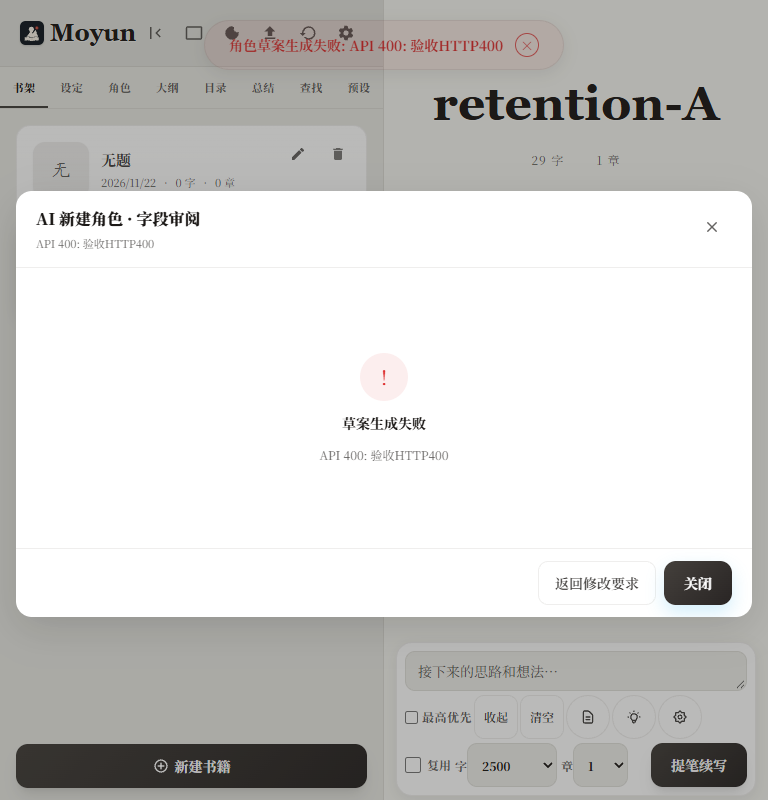 Moyun
角色草案生成失败: API 400: 验收HTTP400
书架 设定 角色 大纲 目录 总结 查找 预设
retention-A
29 字 1 章
无
无题
2026/11/22 · 0 字 · 0 章
AI 新建角色 · 字段审阅
API 400: 验收HTTP400
!
草案生成失败
API 400: 验收HTTP400
返回修改要求
关闭
接下来的思路和想法…
最高优先 收起 清空
复用 字 2500 章 1 提笔续写
新建书籍